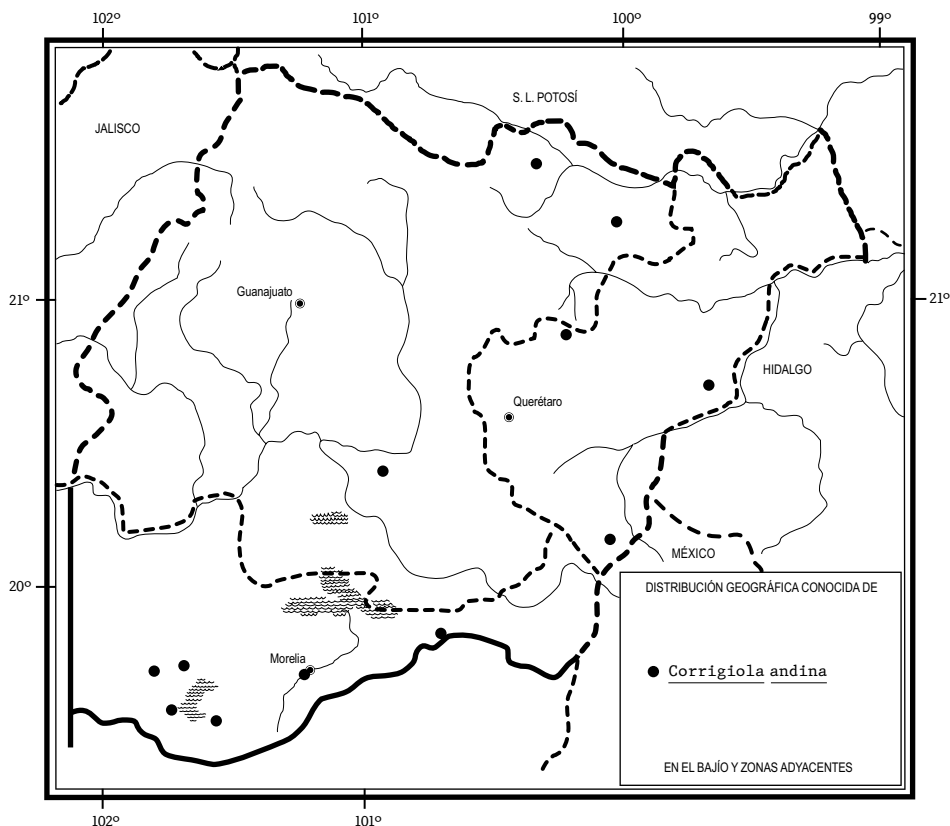 102º 101º 100º 99º
S. L. POTOSÍ
JALISCO
Guanajuato
21º 21º
HIDALGO
Querétaro
MÉXICO
20º
DISTRIBUCIÓN GEOGRÁFICA CONOCIDA DE
Morelia
Corrigiola andina
EN EL BAJÍO Y ZONAS ADYACENTES
102º 101º